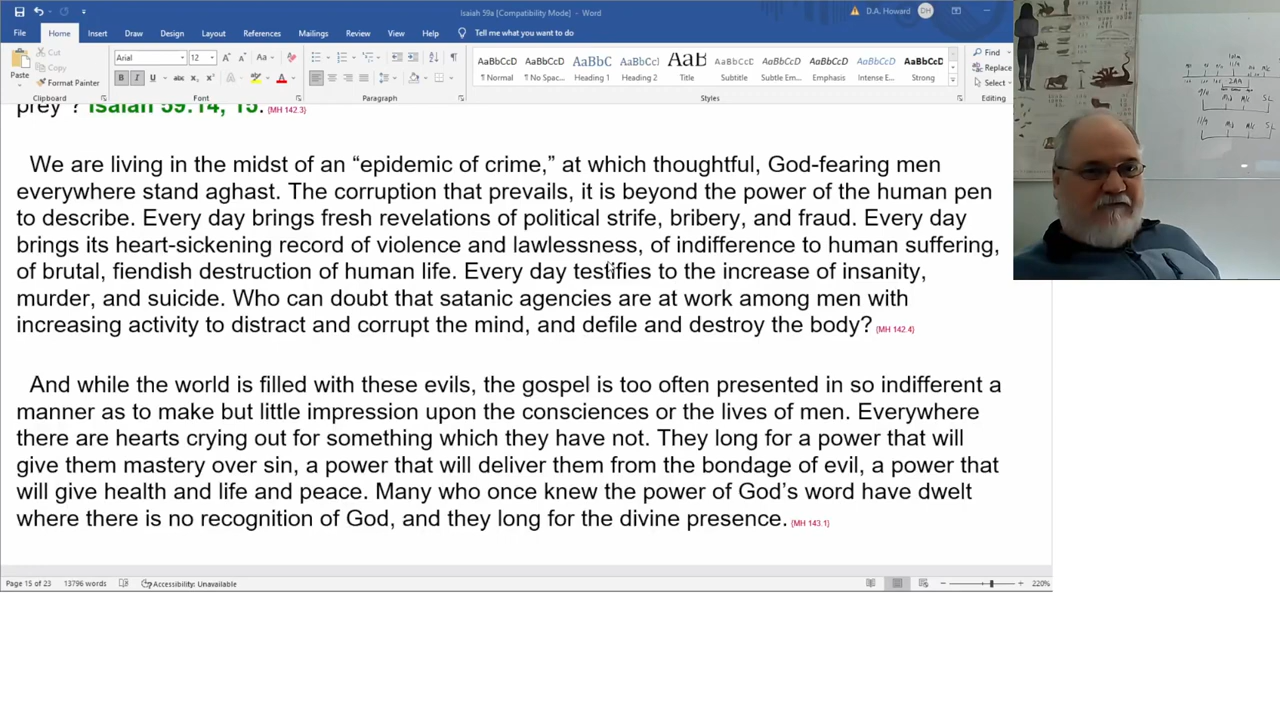 Isaiah 59a [Compatibility Mode] - Word
D.A. Howard
DH
File Home Insert Draw Design Layout References Mailings Review View Help Tell me what you want to do
Paste
Cut
Copy
Format Painter
Clipboard
Arial 12
Font
Paragraph
AaBbCcD AaBbCcD AaBbC AaBbCcl AaB AaBbCcD AaBbCcD AaBbCcD AaBbCcD AaBbCcD
¶ Normal ¶ No Spac... Heading 1 Heading 2 Title Subtitle Subtle Em... Emphasis Intense E... Strong
Styles
Find
Replace
Select
Editing
prey”? Isaiah 59:14, 15. {MH 142.3}
We are living in the midst of an “epidemic of crime,” at which thoughtful, God-fearing men
everywhere stand aghast. The corruption that prevails, it is beyond the power of the human pen
to describe. Every day brings fresh revelations of political strife, bribery, and fraud. Every day
brings its heart-sickening record of violence and lawlessness, of indifference to human suffering,
of brutal, fiendish destruction of human life. Every day testifies to the increase of insanity,
murder, and suicide. Who can doubt that satanic agencies are at work among men with
increasing activity to distract and corrupt the mind, and defile and destroy the body? {MH 142.4}
And while the world is filled with these evils, the gospel is too often presented in so indifferent a
manner as to make but little impression upon the consciences or the lives of men. Everywhere
there are hearts crying out for something which they have not. They long for a power that will
give them mastery over sin, a power that will deliver them from the bondage of evil, a power that
will give health and life and peace. Many who once knew the power of God’s word have dwelt
where there is no recognition of God, and they long for the divine presence. {MH 143.1}
Page 15 of 23 13796 words Accessibility: Unavailable 220%